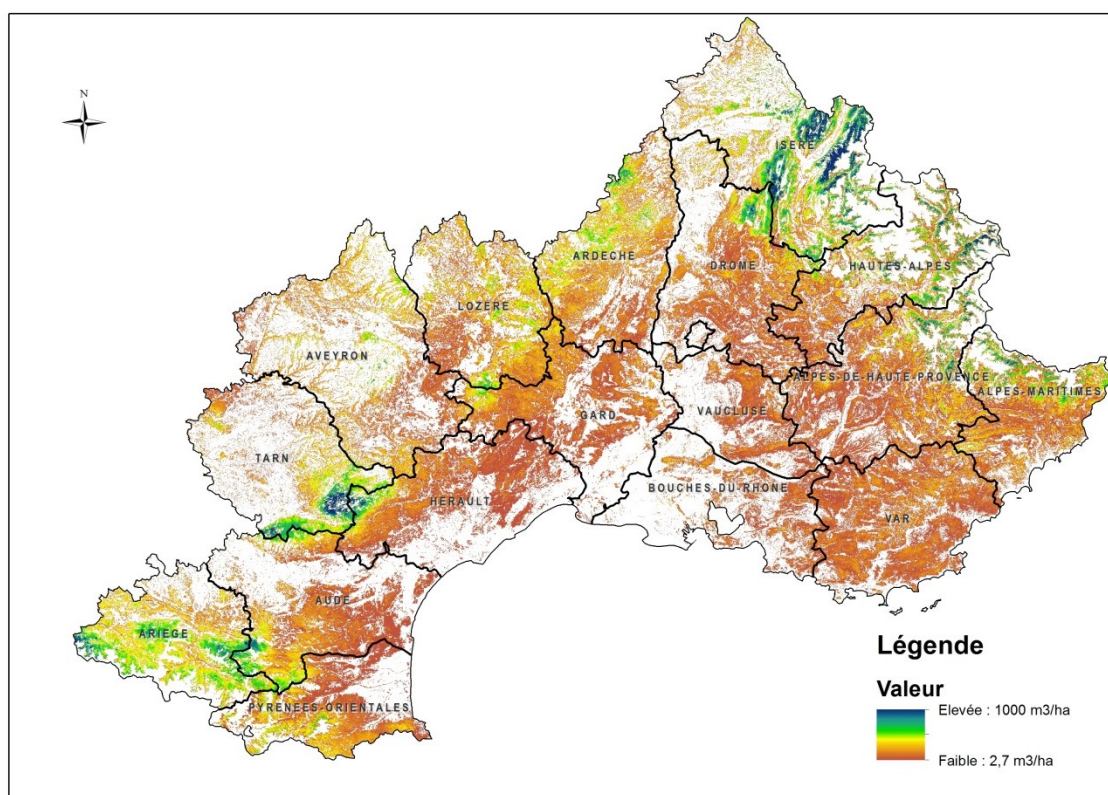 N
ISERE
ARDECHE
DROME
HAUTES-ALPES
LOZERE
AVEYRON
ALPES-DE-HAUTE-PROVENCE
ALPES-MARITIMES
GARD
VAUCLUSE
TARN
BOUCHES-DU-RHONE
HERAULT
VAR
AUDE
ARIEGE
PYRENEES-ORIENTALES
Légende
Valeur
Elevée : 1000 m3/ha
Faible : 2,7 m3/ha